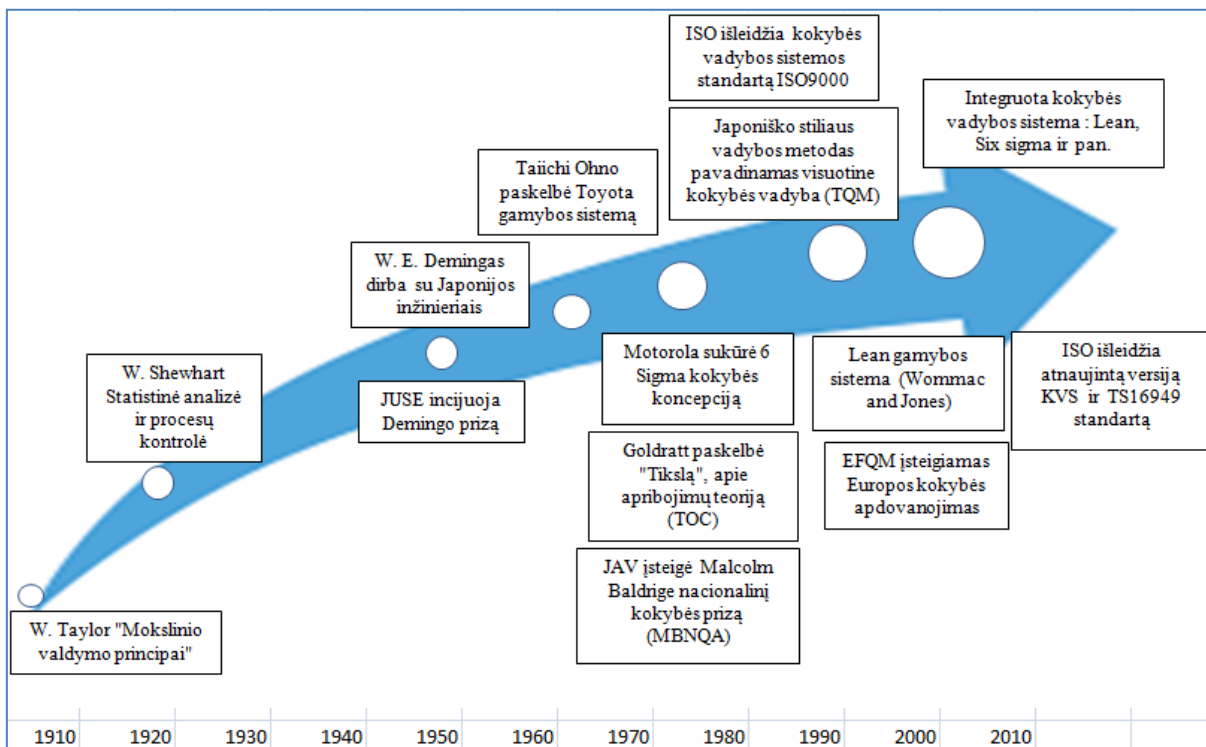 ISO išleidžia kokybės
vadybos sistemos
standartą ISO9000
Integruota kokybės
vadybos sistema : Lean,
Six sigma ir pan.
Japoniško stiliaus
vadybos metodas
pavadinamas visuotine
kokybės vadyba (TQM)
Taiichi Ohno
paskelbė Toyota
gamybos sistemą
W. E. Demingas
dirba su Japonijos
inžinieriais
W. Shewhart
Statistinė analizė
ir procesų
kontrolė
JUSE incijuoja
Demingo prizą
Motorola sukūrė 6
Sigma kokybės
koncepciją
Lean gamybos
sistema (Wommac
and Jones)
ISO išleidžia
atnaujintą versiją
KVS ir TS16949
standartą
Goldratt paskelbė
"Tikslą", apie
apribojimų teoriją
(TOC)
EFQM įsteigiamas
Europos kokybės
apdovanojimas
JAV įsteigė Malcolm
Baldrige nacionalinį
kokybės prizą
(MBNQA)
W. Taylor "Mokslinio
valdymo principai"
1910 1920 1930 1940 1950 1960 1970 1980 1990 2000 2010